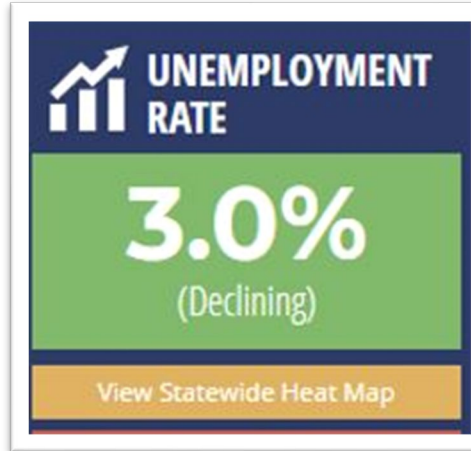 UNEMPLOYMENT
RATE
3.0%
(Declining)
View Statewide Heat Map